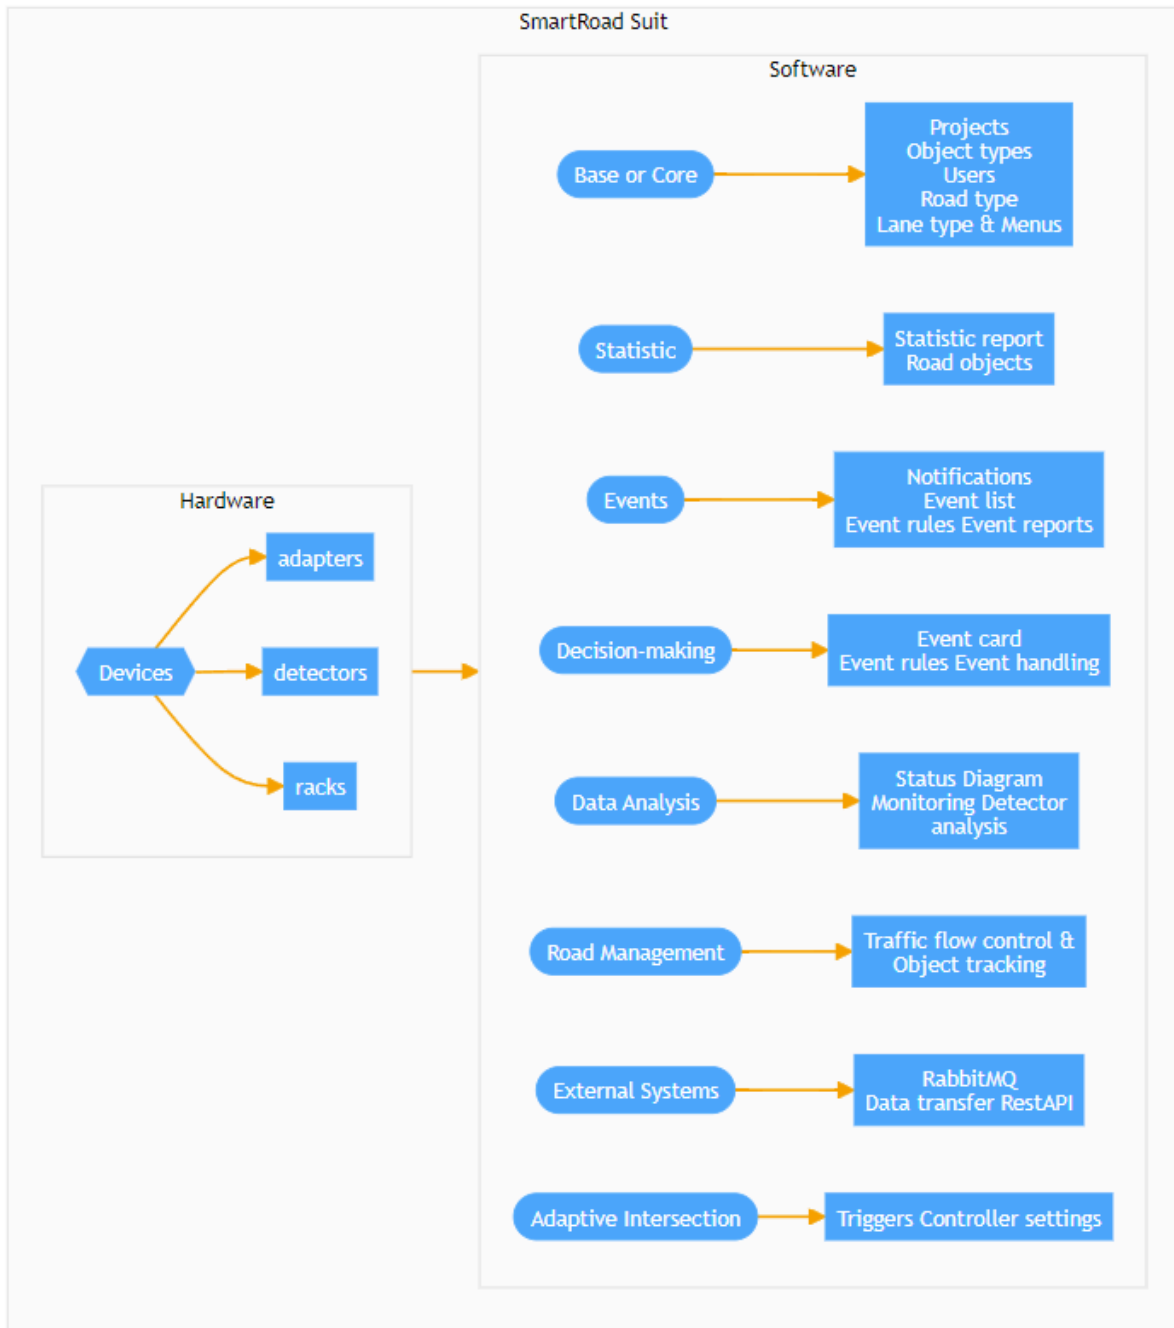 SmartRoad Suit
Software
Base or Core
Projects
Object types
Users
Road type
Lane type & Menus
Statistic
Statistic report
Road objects
Events
Notifications
Event list
Event rules Event reports
Hardware
adapters
Devices
detectors
racks
Decision-making
Event card
Event rules Event handling
Data Analysis
Status Diagram
Monitoring Detector
analysis
Road Management
Traffic flow control &
Object tracking
External Systems
RabbitMQ
Data transfer RestAPI
Adaptive Intersection
Triggers Controller settings